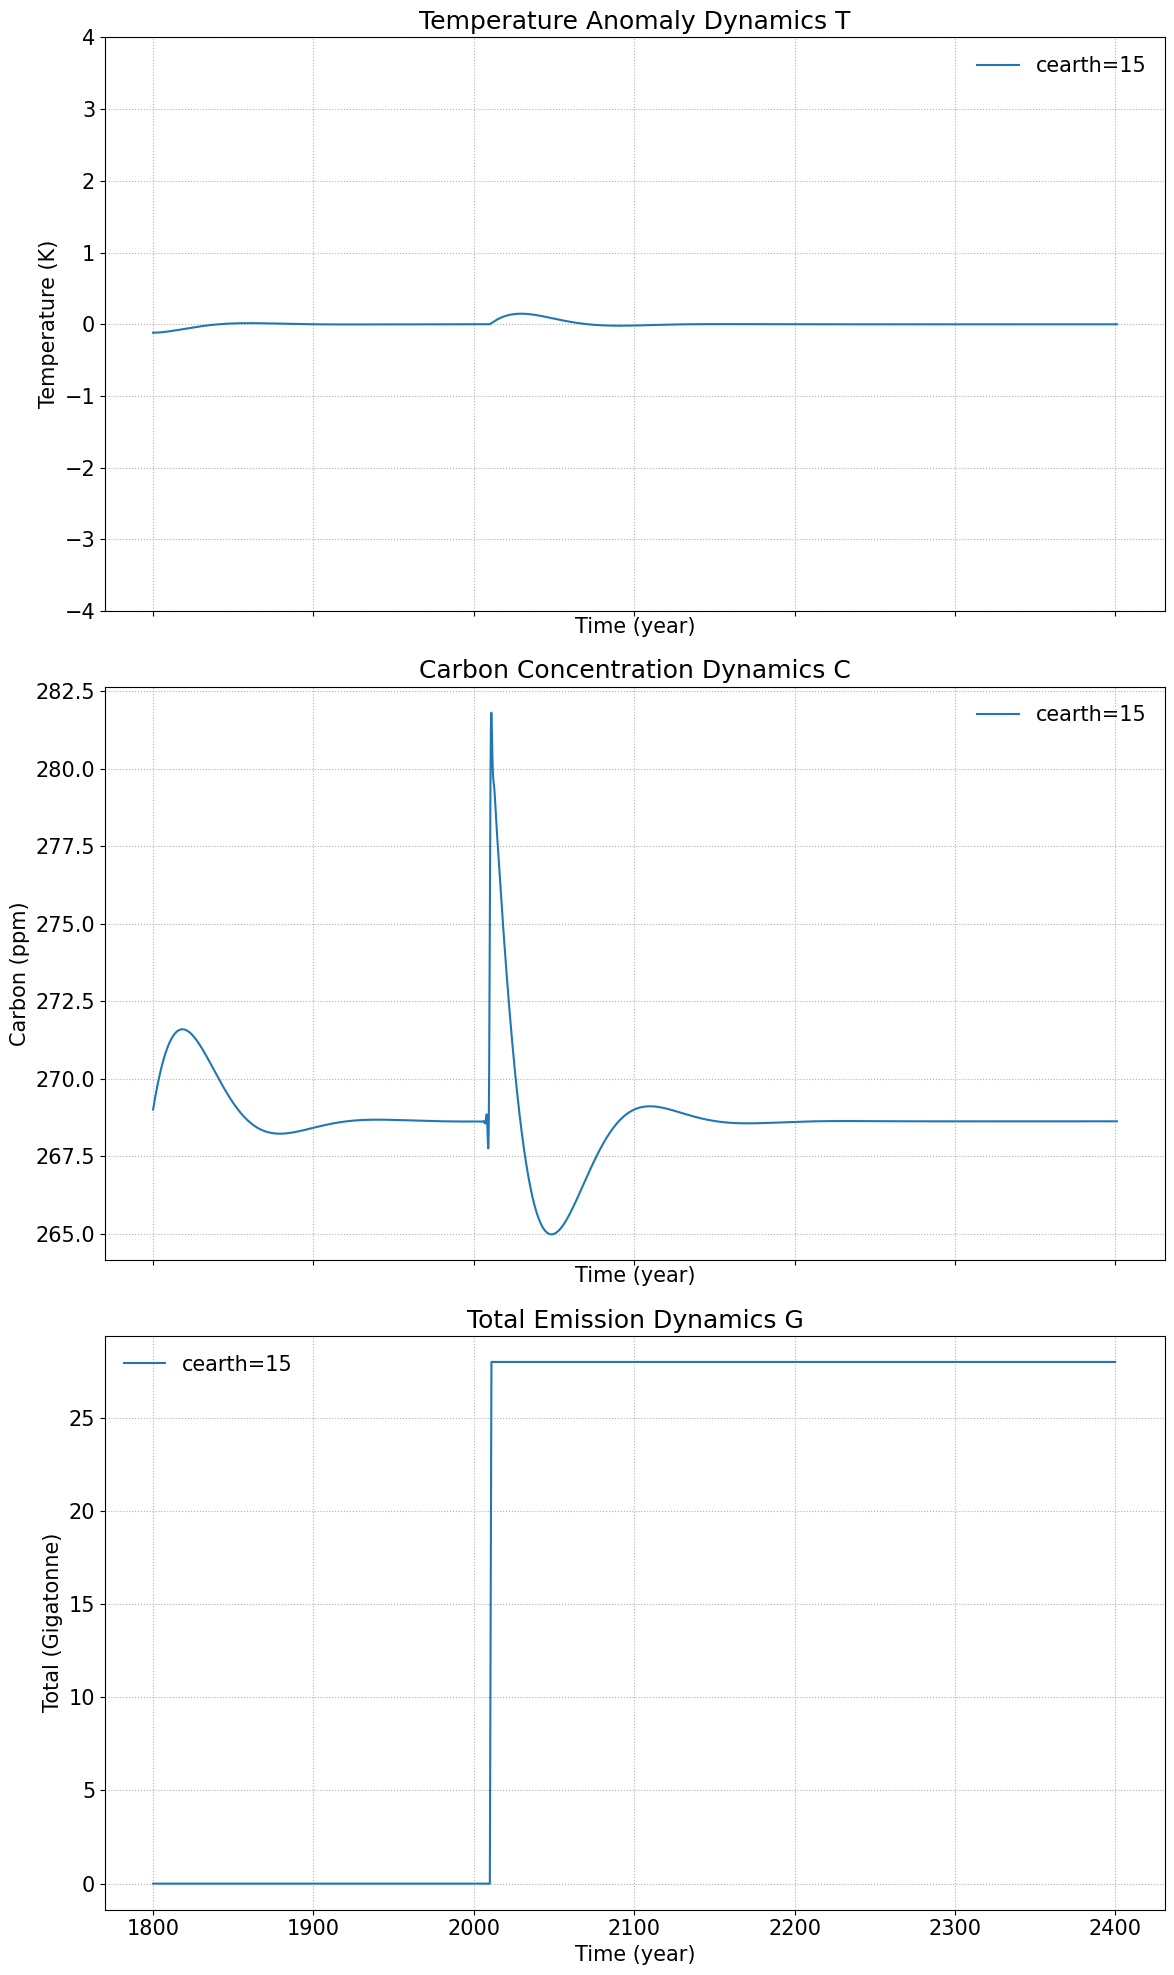 Temperature Anomaly Dynamics T
4
3
2
1
0
−1
−2
−3
−4
Temperature (K)
cearth=15
Time (year)
Carbon Concentration Dynamics C
282.5
280.0
277.5
275.0
272.5
270.0
267.5
265.0
Carbon (ppm)
cearth=15
Time (year)
Total Emission Dynamics G
25
20
15
10
5
0
Total (Gigatonne)
cearth=15
1800 1900 2000 2100 2200 2300 2400
Time (year)